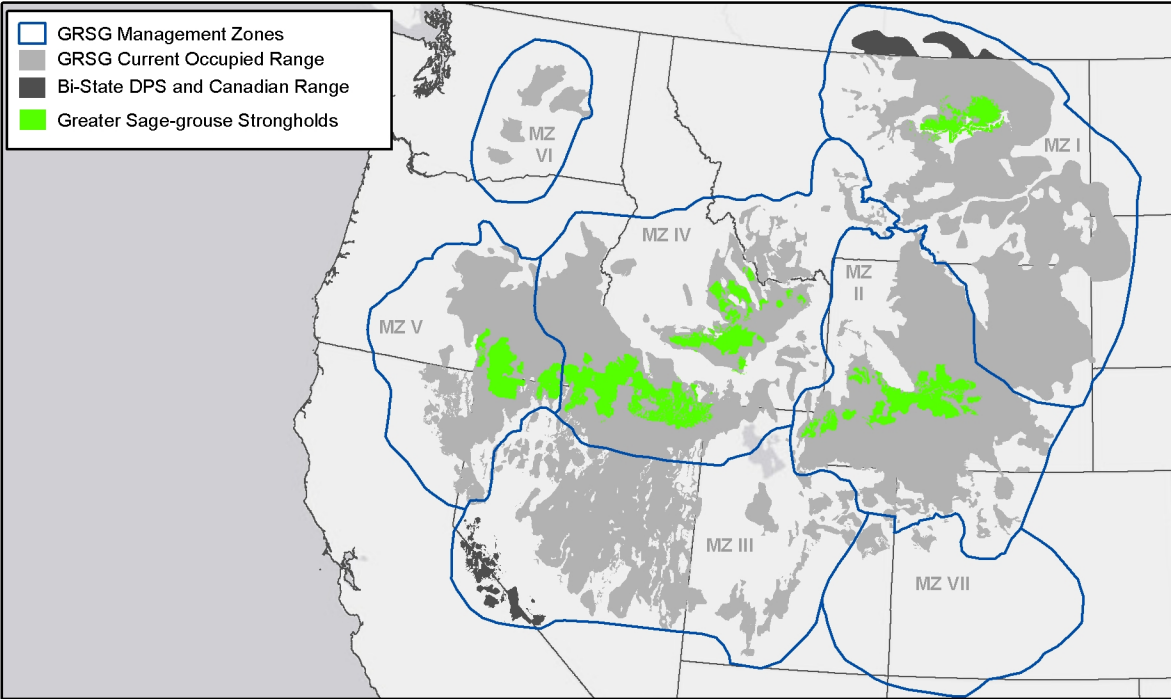 GRSG Management Zones
GRSG Current Occupied Range
Bi-State DPS and Canadian Range
Greater Sage-grouse Strongholds
MZ
VI
MZ I
MZ IV
MZ
II
MZ V
MZ III
MZ VII